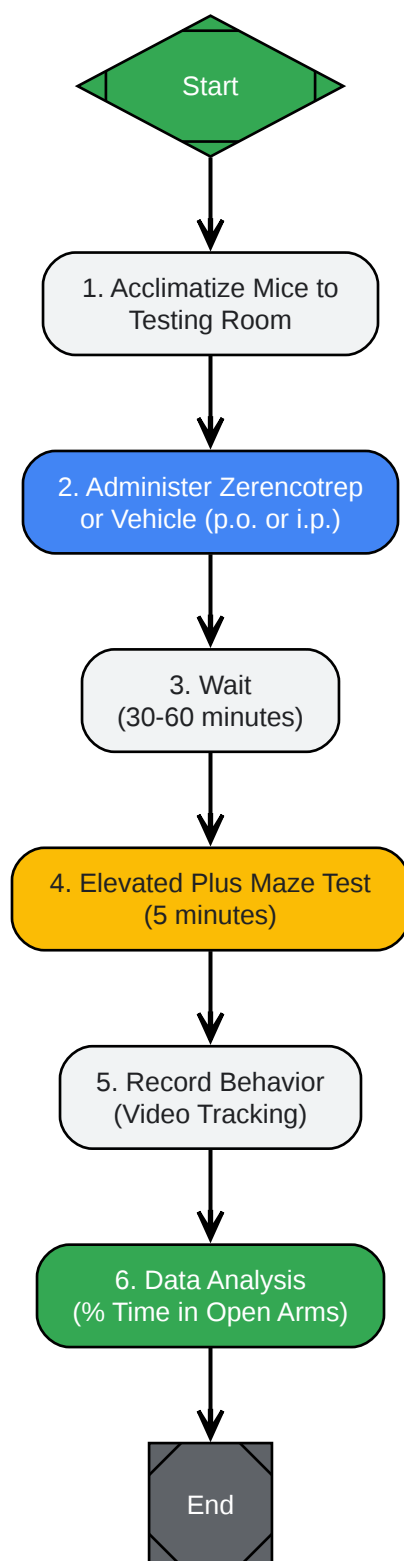 Start
1. Acclimatize Mice to
Testing Room
2. Administer Zerencotrep
or Vehicle (p.o. or i.p.)
3. Wait
(30-60 minutes)
4. Elevated Plus Maze Test
(5 minutes)
5. Record Behavior
(Video Tracking)
6. Data Analysis
(% Time in Open Arms)
End